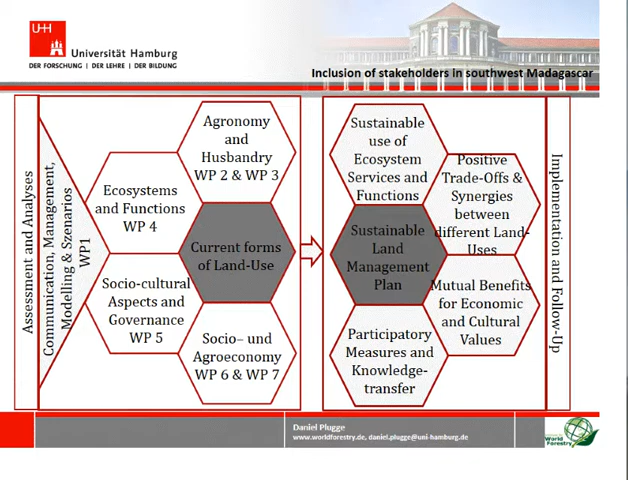 UHH
Universität Hamburg
DER FORSCHUNG | DER LEHRE | DER BILDUNG
Inclusion of stakeholders in southwest Madagascar
Assessment and Analyses
Communication, Management,
Modelling & Szenarios
WP1
Agronomy
and
Husbandry
WP 2 & WP 3
Ecosystems
and Functions
WP 4
Current forms
of Land-Use
Socio-cultural
Aspects and
Governance
WP 5
Socio– und
Agroeconomy
WP 6 & WP 7
Sustainable
use of
Ecosystem
Services and
Functions
Positive
Trade-Offs &
Synergies
between
different Land-
Uses
Sustainable
Land
Management
Plan
Mutual Benefits
for Economic
and Cultural
Values
Participatory
Measures and
Knowledge-
transfer
Implementation and Follow-Up
Daniel Plugge
www.worldforestry.de, daniel.plugge@uni-hamburg.de
World
Forestry